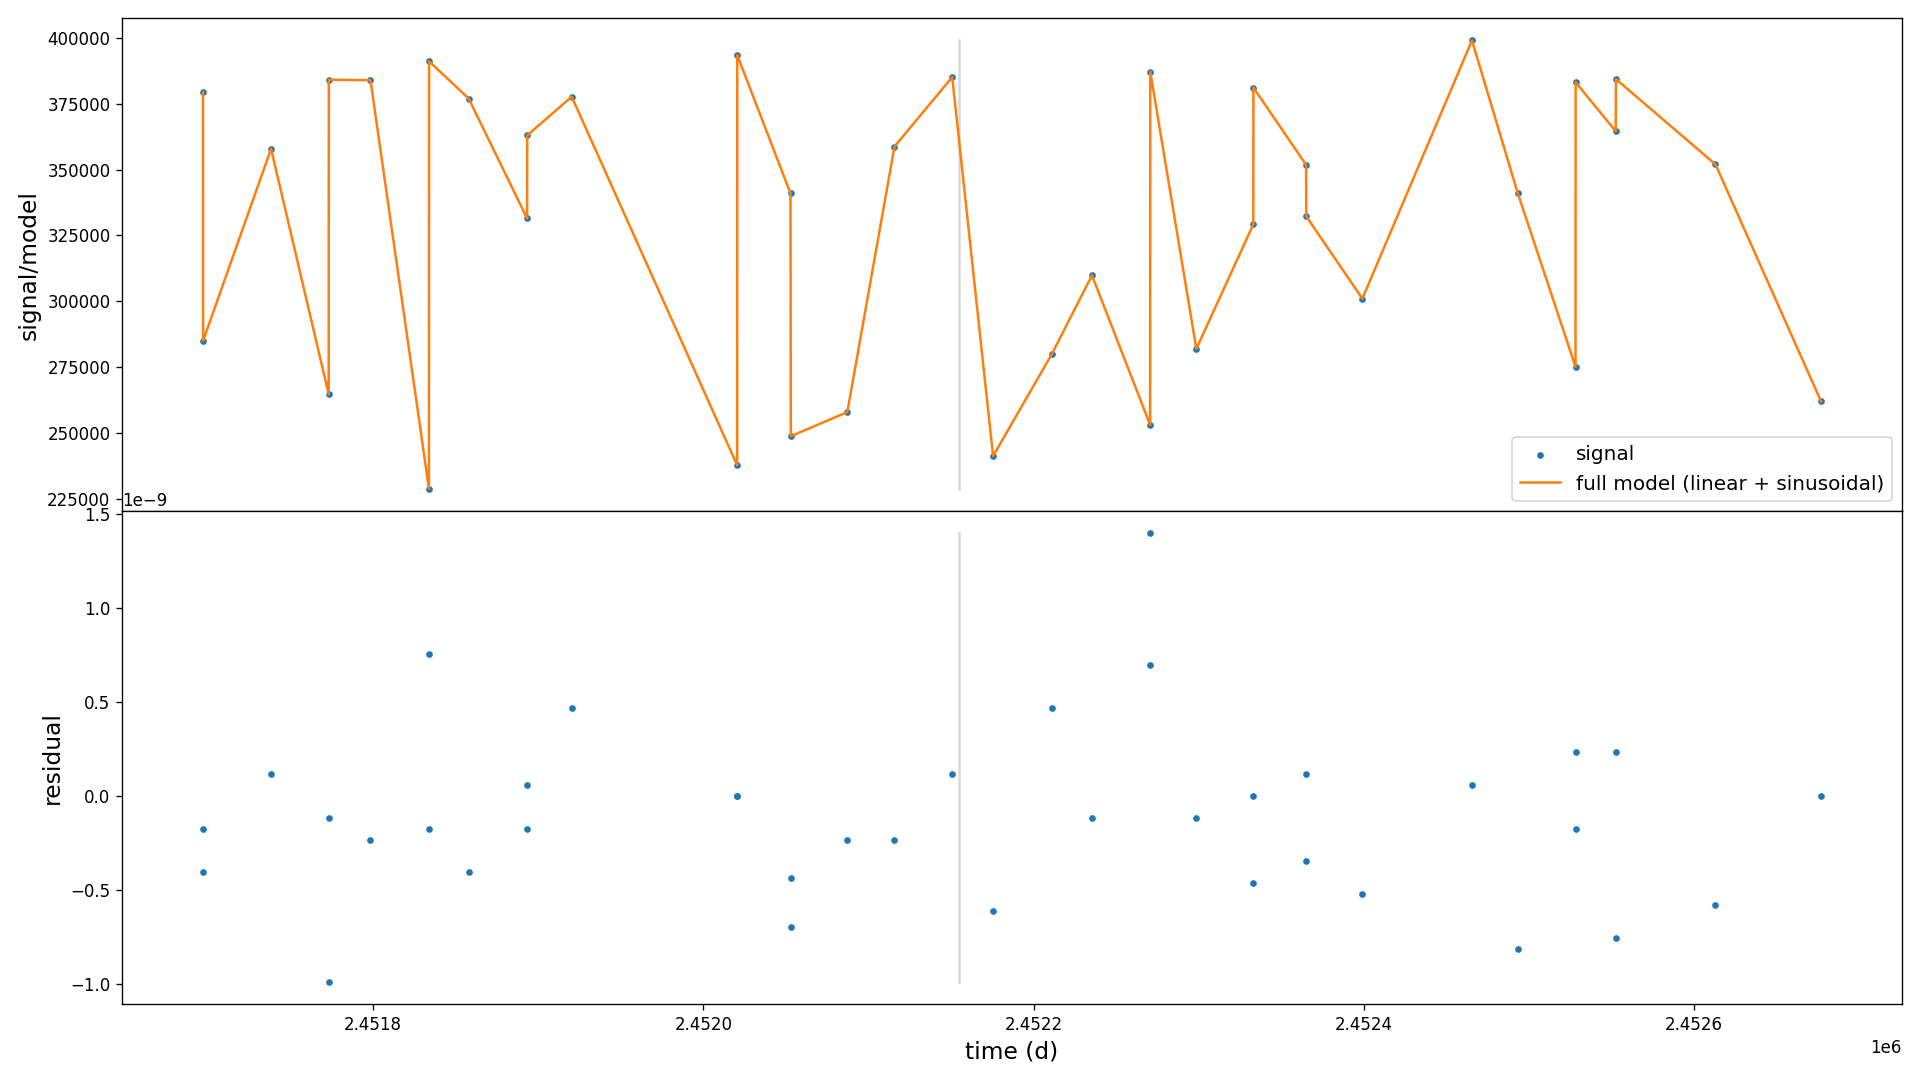 400000
375000
350000
325000
300000
275000
250000
225000
signal/model
signal
full model (linear + sinusoidal)
1e−9
1.5
1.0
0.5
0.0
−0.5
−1.0
residual
2.4518
2.4520
2.4522
2.4524
2.4526
time (d)
1e6